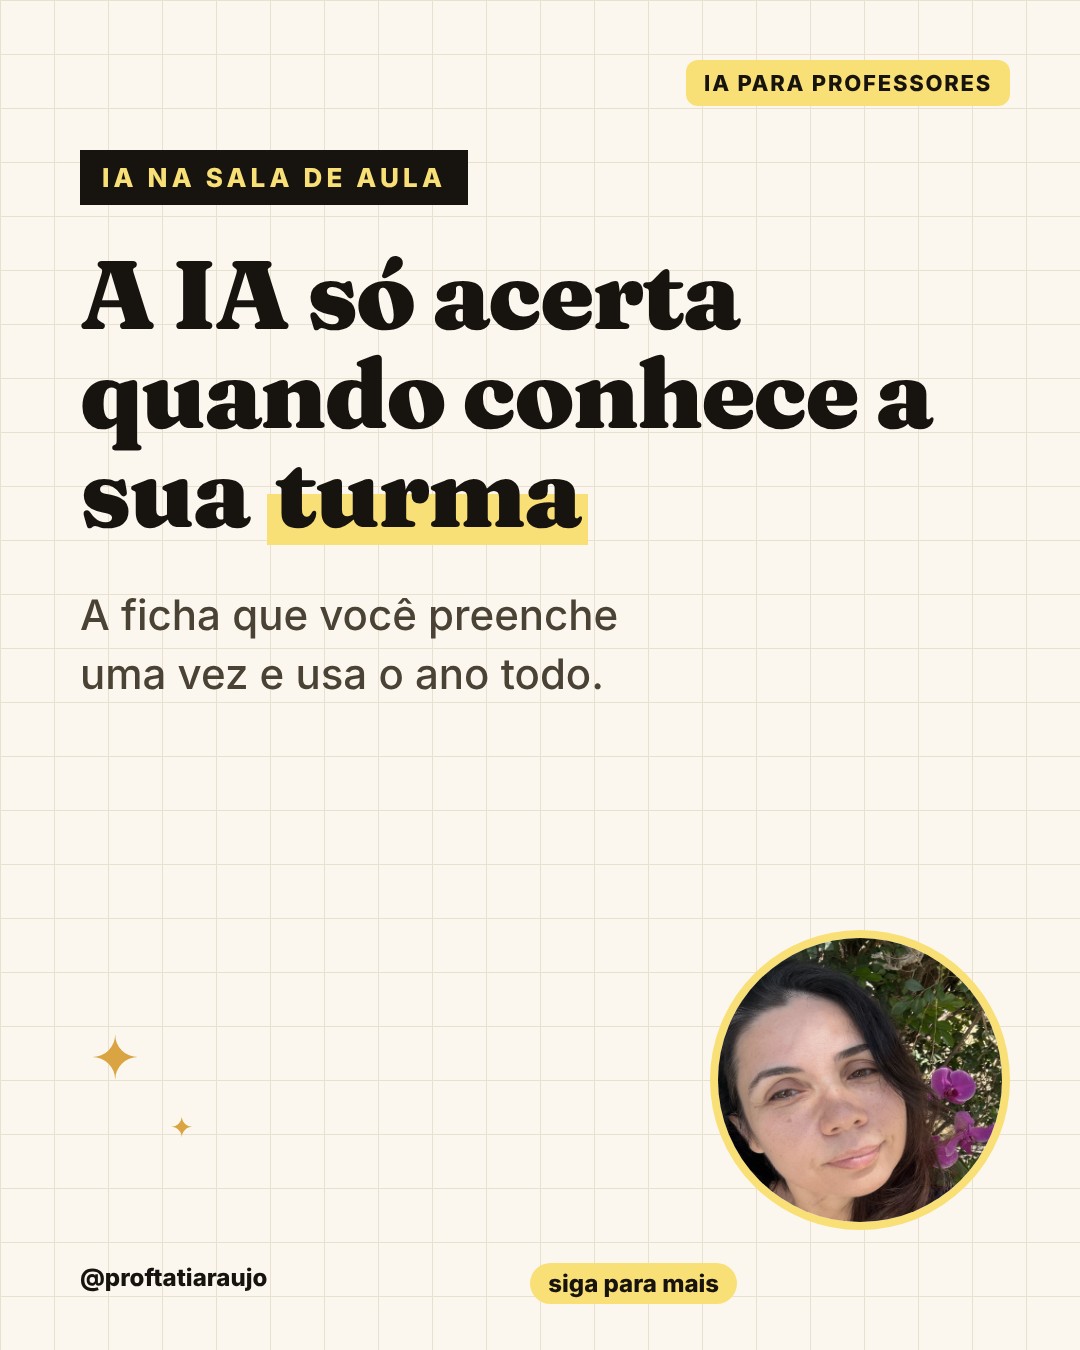 IA PARA PROFESSORES
IA NA SALA DE AULA
A IA só acerta
quando conhece a
sua turma
A ficha que você preenche
uma vez e usa o ano todo.
@proftatiaraujo
siga para mais